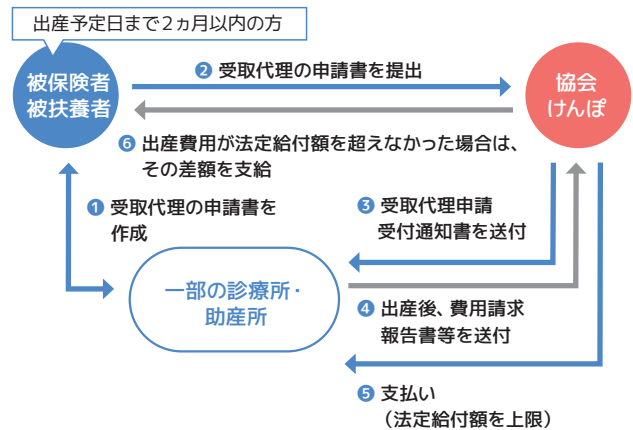 出産予定日まで2ヵ月以内の方
被保険者
被扶養者
❷ 受取代理の申請書を提出
協会
けんぽ
❻ 出産費用が法定給付額を超えなかった場合は、
その差額を支給
❶ 受取代理の申請書を
作成
❸ 受取代理申請
受付通知書を送付
一部の診療所・
助産所
❹ 出産後、費用請求
報告書等を送付
❺ 支払い
（法定給付額を上限）